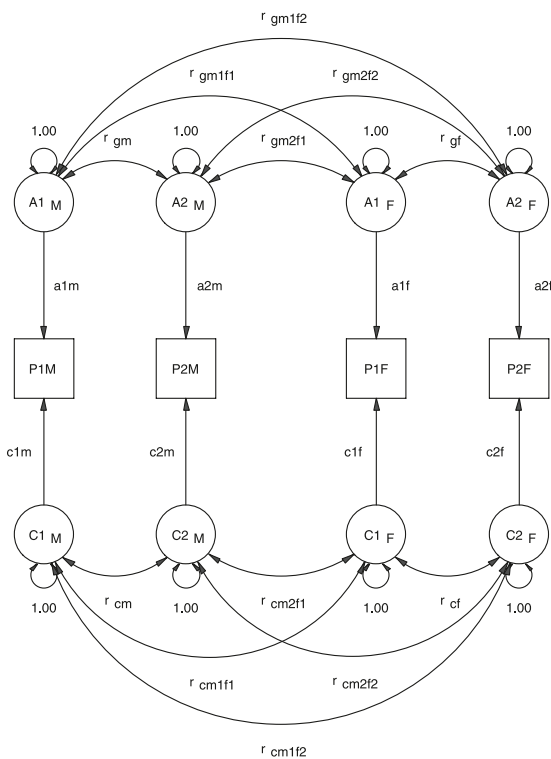 r gm1f2
r gm1f1 r gm2f2
1.00 r gm 1.00 r gm2f1 1.00 r gf 1.00
A1 M A2 M A1 F A2 F
a1m a2m a1f a2f
P1M P2M P1F P2F
c1m c2m c1f c2f
C1 M C2 M C1 F C2 F
1.00 r cm 1.00 r cm2f1 1.00 r cf 1.00
r cm1f1 r cm2f2
r cm1f2